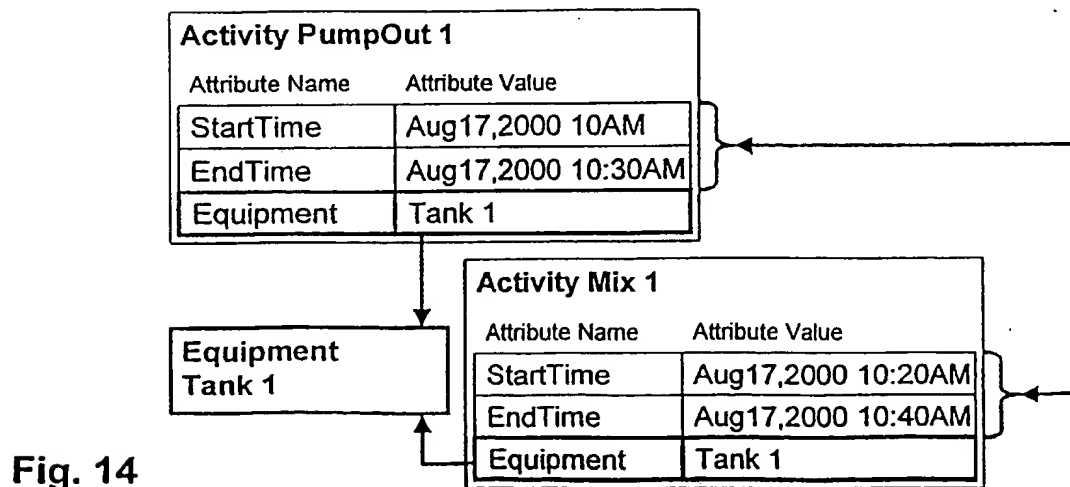 Activity PumpOut 1
Attribute Name Attribute Value
StartTime Aug17,2000 10AM
EndTime Aug17,2000 10:30AM
Equipment Tank 1
Activity Mix 1
Attribute Name Attribute Value
Equipment
Tank 1
StartTime Aug17,2000 10:20AM
EndTime Aug17,2000 10:40AM
Equipment Tank 1
Fig. 14